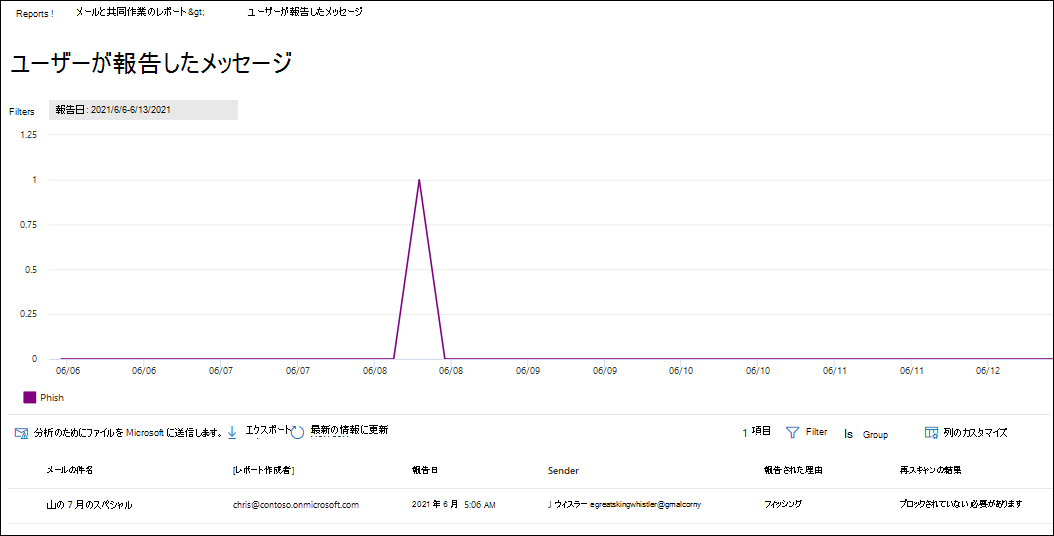 Reports ! メールと共同作業のレポート&gt; ユーザーが報告したメッセージ
ユーザーが報告したメッセージ
Filters 報告日: 2021/6/6-6/13/2021
1.25
1
0.75
0.5
0.25
0
06/06 06/06 06/07 06/07 06/08 06/08 06/09 06/09 06/10 06/10 06/11 06/11 06/12
Phish
分析のためにファイルを Microsoft に送信します。 エクスポート 最新の情報に更新 1 項目 Filter Is Group 列のカスタマイズ
メールの件名 [レポート作成者] 報告日 Sender 報告された理由 再スキャンの結果
山の 7 月のスペシャル chris@contoso.onmicrosoft.com 2021 年 6 月 5:06 AM J ウィスラー egreatskingwhistler@gmalcorny フィッシング ブロックされていない 必要があります